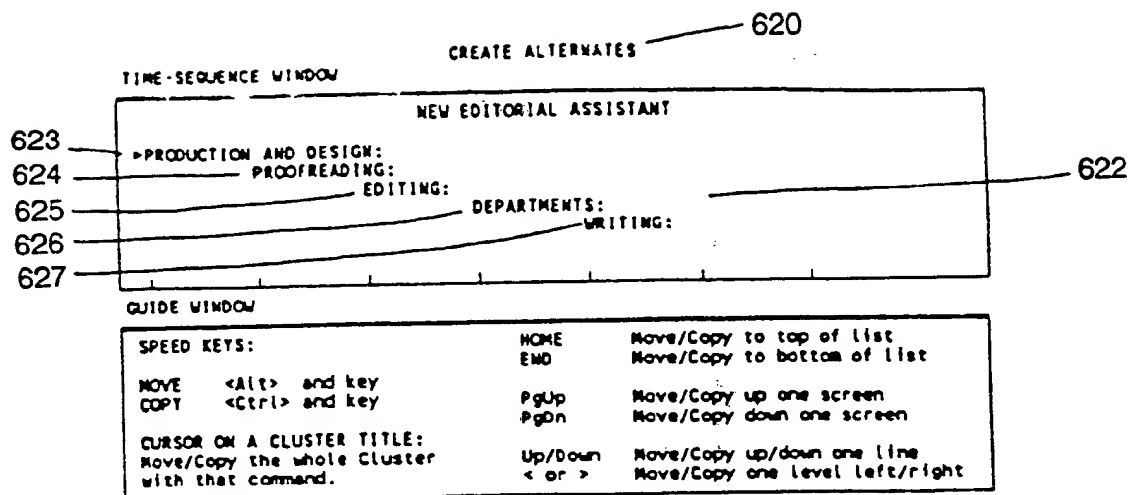 620
CREATE ALTERNATES
TIME-SEQUENCE WINDOW
NEW EDITORIAL ASSISTANT
623 ►PRODUCTION AND DESIGN:
624 PROOFREADING:
625 EDITING:
622
626 DEPARTMENTS:
627 WRITING:
GUIDE WINDOW
SPEED KEYS:
MOVE <Alt> and key
COPY <Ctrl> and key
CURSOR ON A CLUSTER TITLE:
Move/Copy the whole Cluster
with that command.
HOME Move/Copy to top of list
END Move/Copy to bottom of list
PgUp Move/Copy up one screen
PgDn Move/Copy down one screen
Up/Down Move/Copy up/down one line
< or > Move/Copy one level left/right